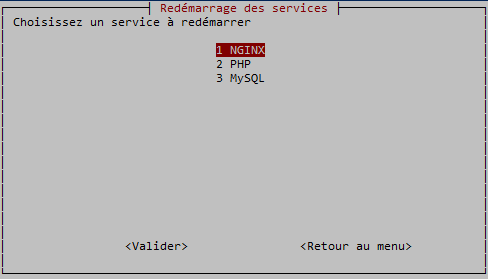 Redémarrage des services
Choisissez un service à redémarrer
1 NGINX
2 PHP
3 MySQL
<Valider> <Retour au menu>